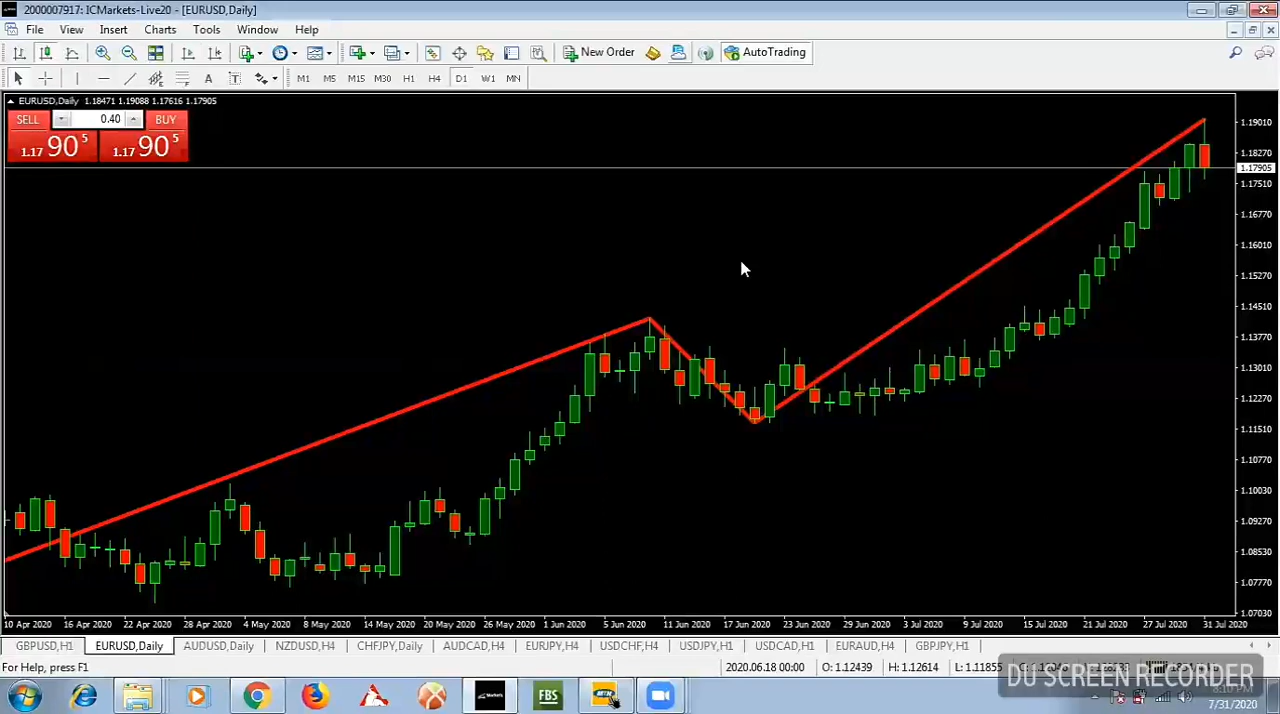 2000007917: ICMarkets-Live20 - [EURUSD,Daily]
File View Insert Charts Tools Window Help
New Order AutoTrading
A T M1 M5 M15 M30 H1 H4 D1 W1 MN
EURUSD,Daily 1.18471 1.19088 1.17616 1.17905
SELL 0.40 BUY
1.17 90 5 1.17 90 5
1.1901
1.18270
1.17905
1.17510
1.16770
1.16010
1.15270
1.14510
1.13770
1.13010
1.12270
1.11510
1.10770
1.10030
1.09270
1.08530
1.07770
1.07030
10 Apr 2020 16 Apr 2020 22 Apr 2020 28 Apr 2020 4 May 2020 8 May 2020 14 May 2020 20 May 2020 26 May 2020 1 Jun 2020 5 Jun 2020 11 Jun 2020 17 Jun 2020 23 Jun 2020 29 Jun 2020 3 Jul 2020 9 Jul 2020 15 Jul 2020 21 Jul 2020 27 Jul 2020 31 Jul 2020
GBPUSD,H1 EURUSD,Daily AUDUSD,Daily NZDUSD,H4 CHFJPY,Daily AUDCAD,H4 EURJPY,H4 USDCHF,H4 USDJPY,H1 USDCAD,H1 EURAUD,H4 GBPJPY,H1
For Help, press F1 2020.06.18 00:00 O: 1.12439 H: 1.12614 L: 1.11855
DU SCREEN RECORDER
Markets FBS
8:10 PM
7/31/2020